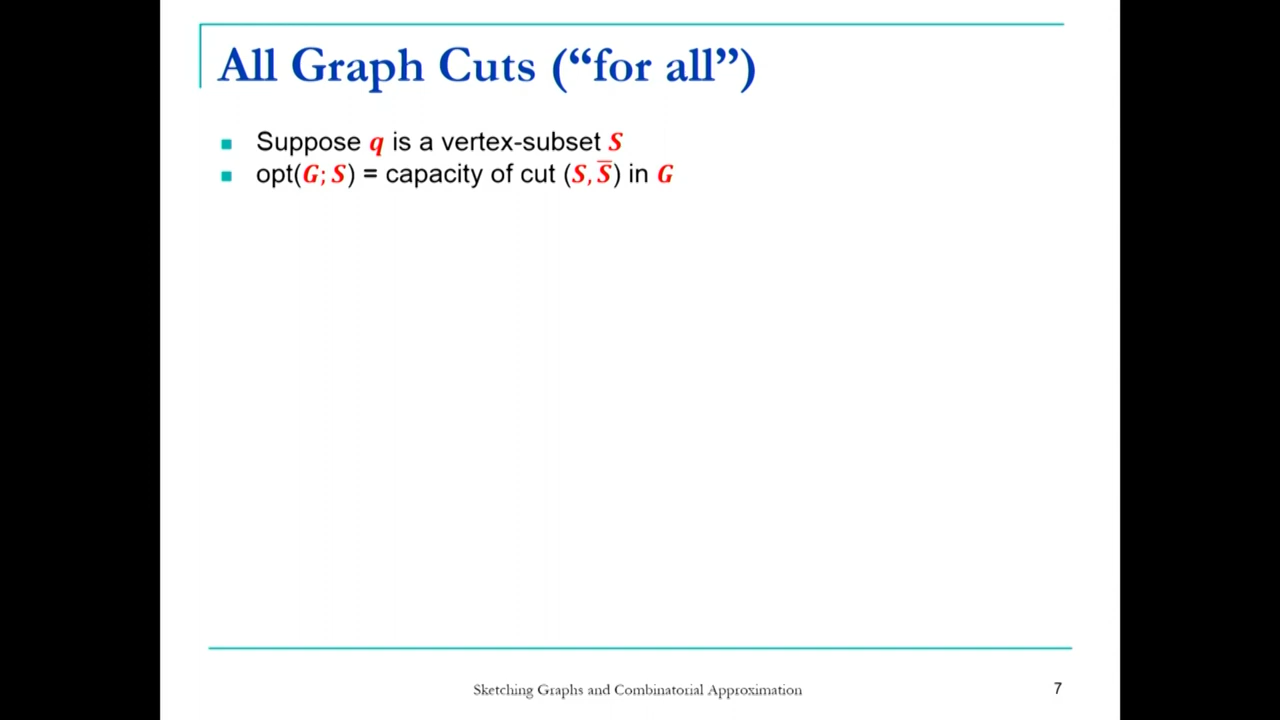 All Graph Cuts (“for all”)
Suppose q is a vertex-subset S
opt(G; S) = capacity of cut (S, S̅) in G
Sketching Graphs and Combinatorial Approximation
7